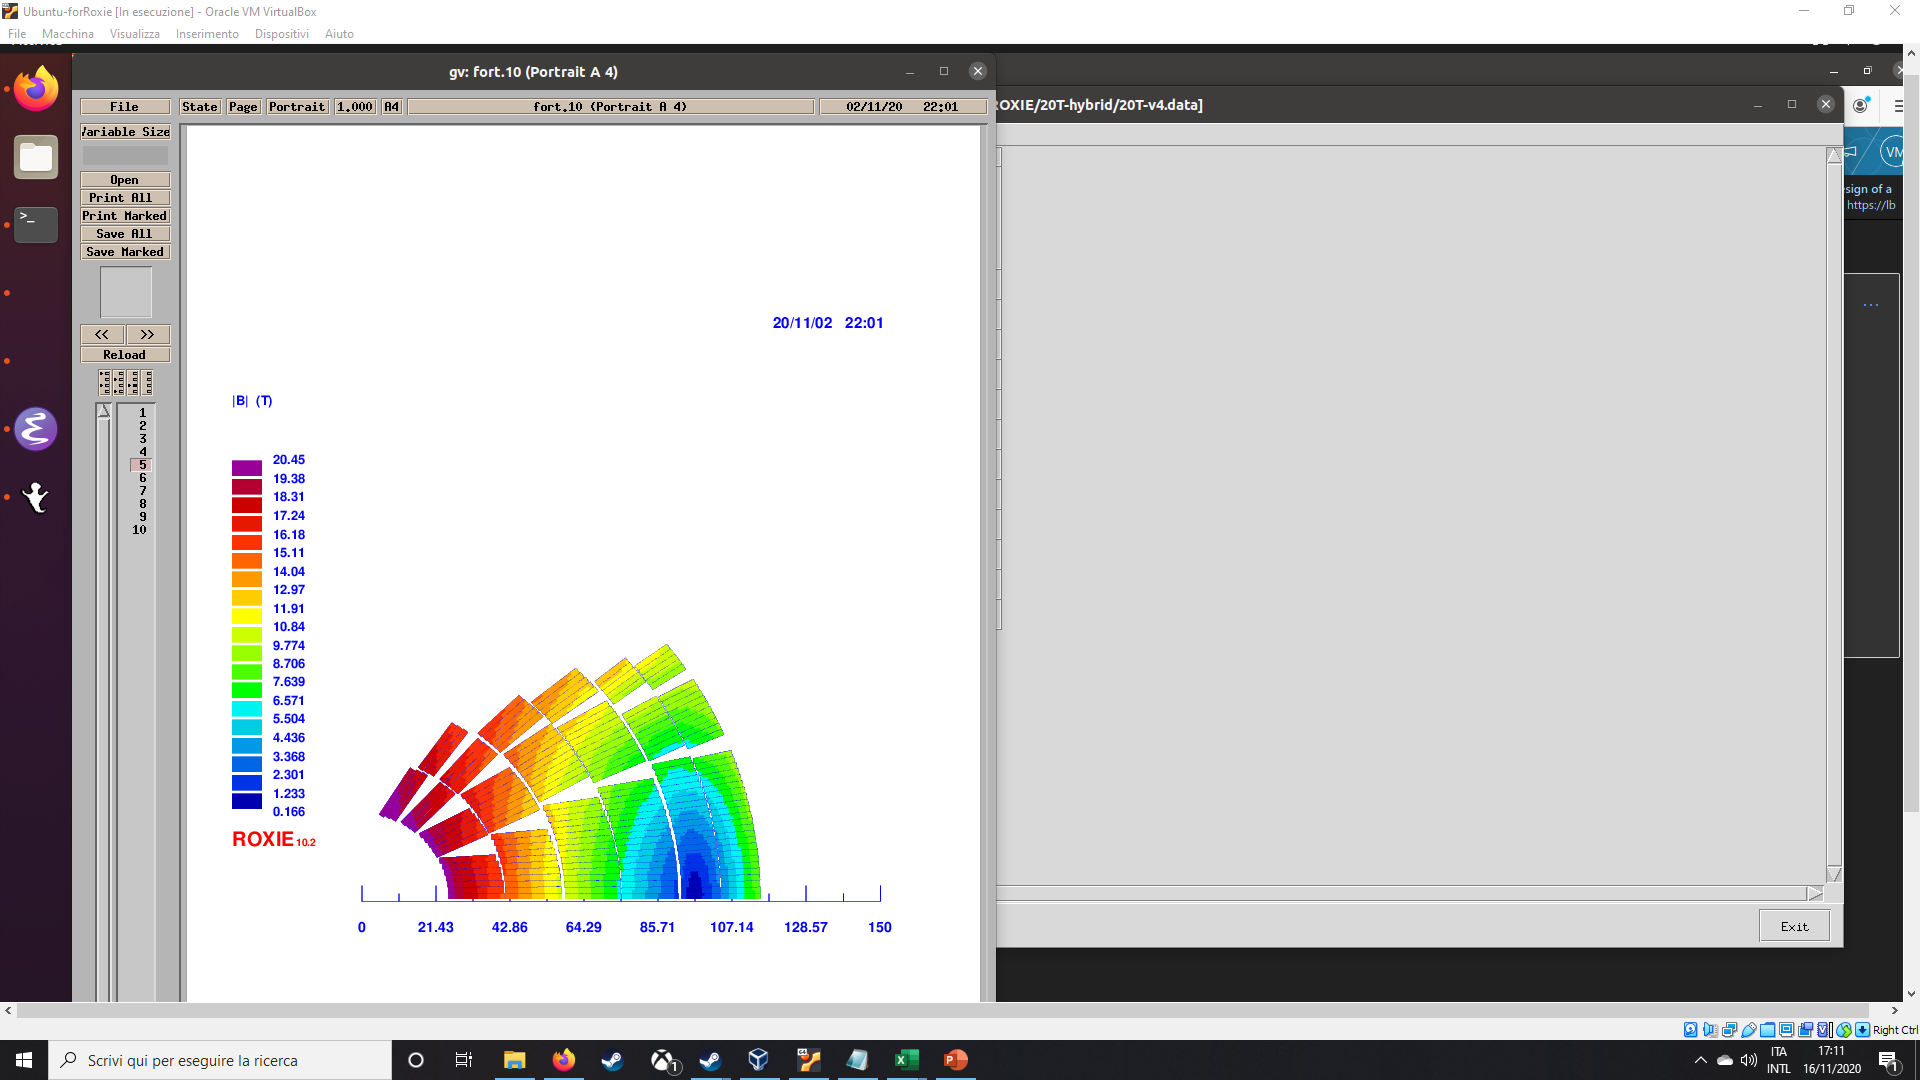 Ubuntu-forRoxie [In esecuzione] - Oracle VM VirtualBox
File Macchina Visualizza Inserimento Dispositivi Aiuto
gv: fort.10 (Portrait A 4)
File State Page Portrait 1.000 A4 fort.10 (Portrait A 4) 02/11/20 22:01
ROXIE/20T-hybrid/20T-v4.data]
Variable Size
Open
Print All
Print Marked
Save All
Save Marked
<< >>
Reload
1
2
3
4
5
6
7
8
9
10
VM
sign of a
https://lb
...
20/11/02 22:01
|B| (T)
20.45
19.38
18.31
17.24
16.18
15.11
14.04
12.97
11.91
10.84
9.774
8.706
7.639
6.571
5.504
4.436
3.368
2.301
1.233
0.166
ROXIE 10.2
0 21.43 42.86 64.29 85.71 107.14 128.57 150
Exit
Right Ctrl
Scrivi qui per eseguire la ricerca
1
ITA
INTL
17:11
16/11/2020
1